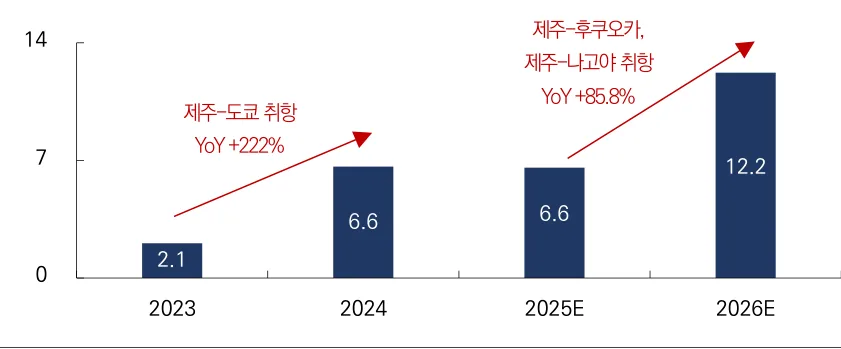 14
7
0
제주-도쿄 취항
YoY +222%
제주-후쿠오카,
제주-나고야 취항
YoY +85.8%
2.1
6.6
6.6
12.2
2023
2024
2025E
2026E